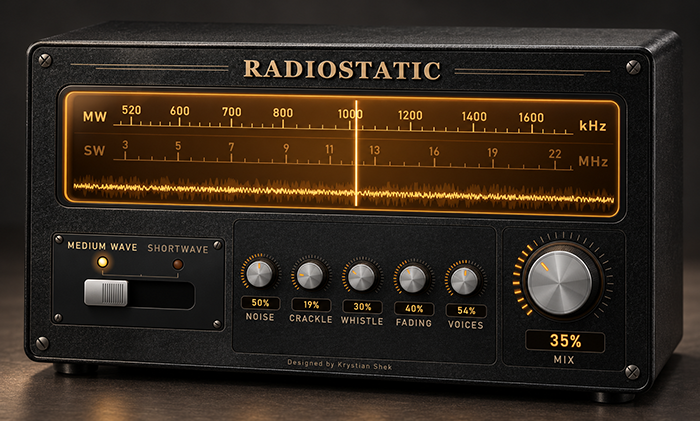 RADIOSTATIC
MW 520 600 700 800 1000 1200 1400 1600 kHz
SW 3 5 7 9 11 13 16 19 22 MHz
MEDIUM WAVE SHORTWAVE
50% 19% 30% 40% 54%
NOISE CRACKLE WHISTLE FADING VOICES
35%
MIX
Designed by Krystian Shek